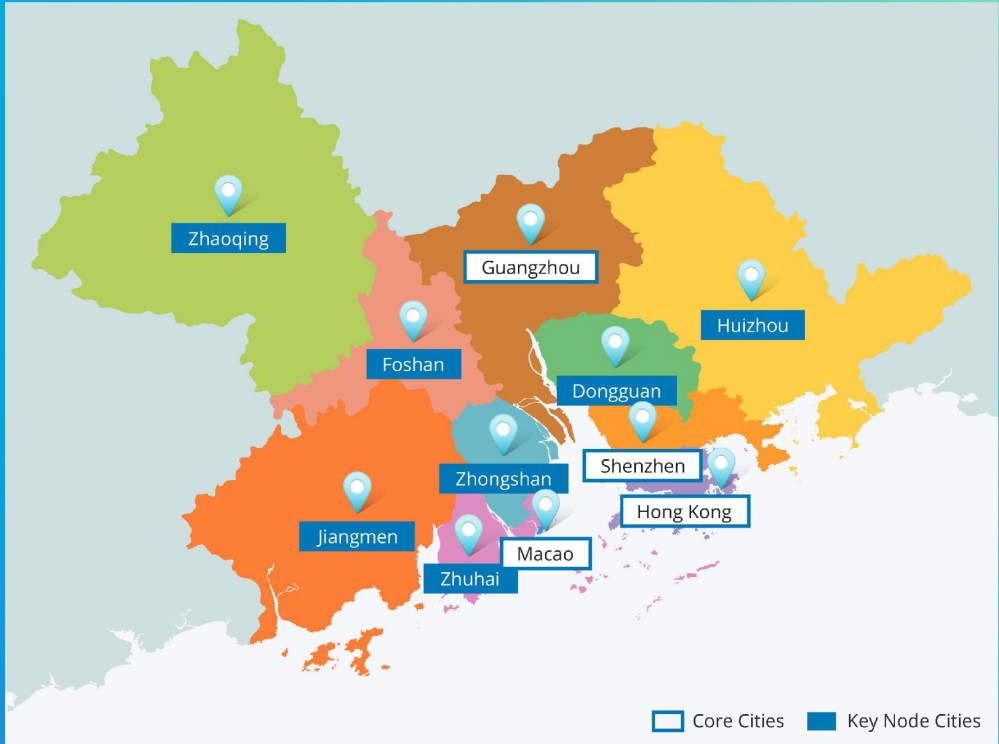 Zhaoqing
Guangzhou
Huizhou
Foshan
Dongguan
Shenzhen
Zhongshan
Hong Kong
Jiangmen
Macao
Zhuhai
Core Cities
Key Node Cities